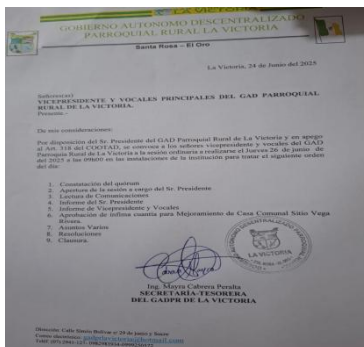 GOBIERNO AUTONOMO DESCENTRALIZADO
PARROQUIAL RURAL LA VICTORIA
Santa Rosa – El Oro
La Victoria, 24 de Junio del 2025
Señores(as)
VICEPRESIDENTE Y VOCALES PRINCIPALES DEL GAD PARROQUIAL
RURAL DE LA VICTORIA.
Presente.-
De mis consideraciones:
Por disposición del Sr. Presidente del GAD Parroquial Rural de La Victoria y en apego
al Art. 318 del COOTAD, se convoca a los señores vicepresidente y vocales del GAD
Parroquia Rural de La Victoria a la sesión ordinaria a realizarse el Jueves 26 de junio de
del 2025 a las 09h00 en las instalaciones de la institución para tratar el siguiente orden
del día:
1. Constatación del quórum
2. Apertura de la sesión a cargo del Sr. Presidente
3. Lectura de Comunicaciones
4. Informe del Sr. Presidente
5. Informe de Vicepresidente y Vocales
6. Aprobación de ínfima cuantía para Mejoramiento de Casa Comunal Sitio Vega
Rivera.
7. Asuntos Varios
8. Resoluciones
9. Clausura.
LA VICTORIA
Ing. Mayra Cabrera Peralta
SECRETARIA-TESORERA
DEL GADPR DE LA VICTORIA
Dirección: Calle Simón Bolívar s/ 29 de junio y Sucre
Correo electrónico: